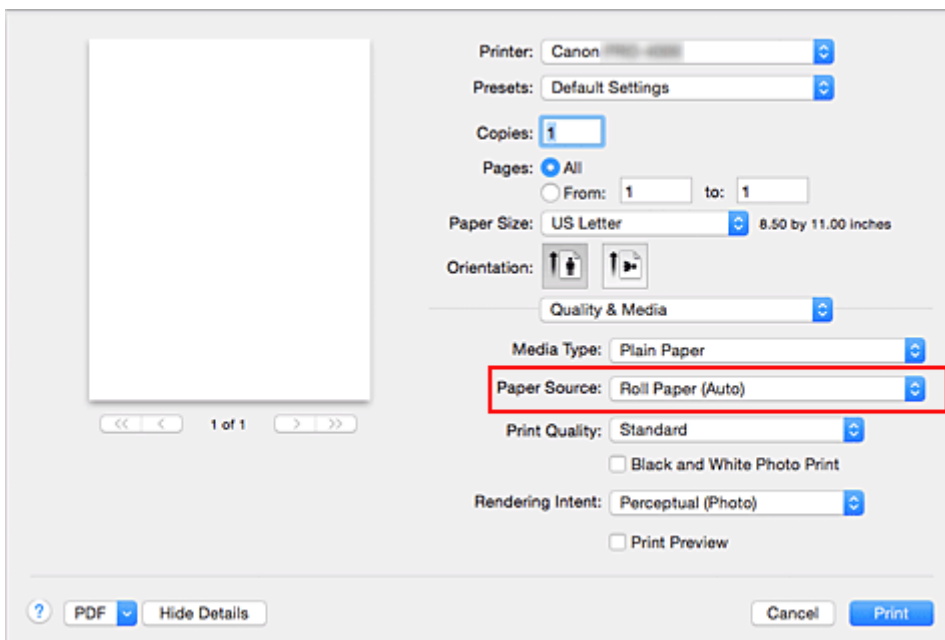 Printer: Canon
Presets: Default Settings
Copies: 1
Pages: All
From: 1 to: 1
Paper Size: US Letter 8.50 by 11.00 inches
Orientation:
Quality & Media
Media Type: Plain Paper
Paper Source: Roll Paper (Auto)
<< < 1 of 1 > >>
Print Quality: Standard
Black and White Photo Print
Rendering Intent: Perceptual (Photo)
Print Preview
? PDF Hide Details Cancel Print